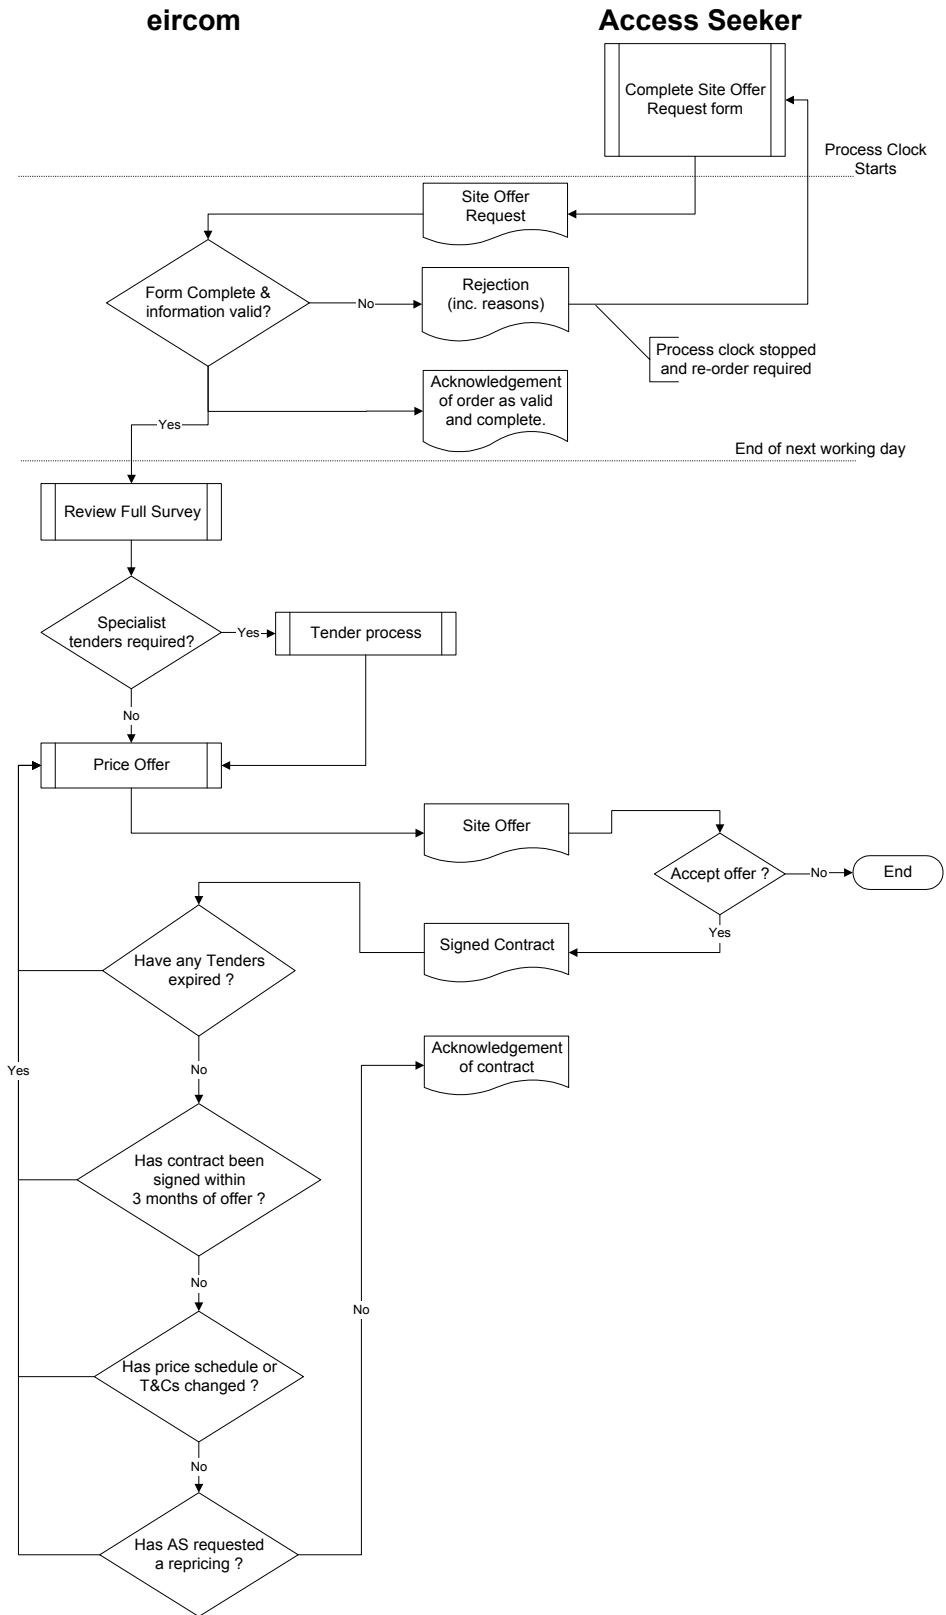 eircom
Access Seeker
Complete Site Offer
Request form
Process Clock
Starts
Site Offer
Request
Form Complete &
information valid?
No
Rejection
(inc. reasons)
Process clock stopped
and re-order required
Acknowledgement
of order as valid
and complete.
Yes
End of next working day
Review Full Survey
Specialist
tenders required?
Yes
Tender process
No
Price Offer
Site Offer
Accept offer ?
No
End
Yes
Signed Contract
Have any Tenders
expired ?
Acknowledgement
of contract
Yes
No
Has contract been
signed within
3 months of offer ?
No
No
Has price schedule or
T&Cs changed ?
No
Has AS requested
a repricing ?